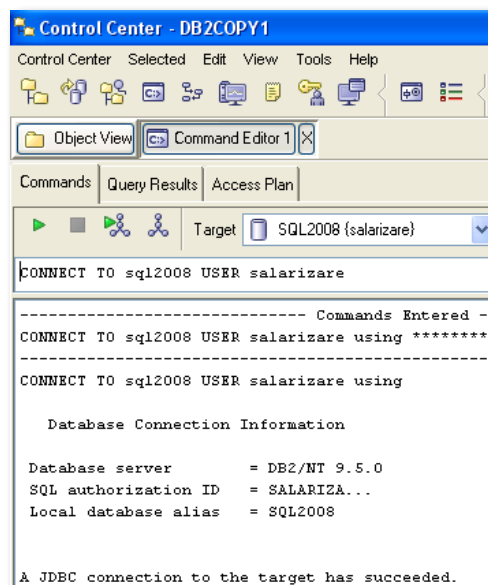 Control Center - DB2COPY1
Control Center Selected Edit View Tools Help
Object View Command Editor 1
Commands Query Results Access Plan
Target SQL2008 {salarizare}
CONNECT TO sql2008 USER salarizare
------------------------------ Commands Entered -
CONNECT TO sql2008 USER salarizare using ********
-------------------------------------------------
CONNECT TO sql2008 USER salarizare using
Database Connection Information
Database server = DB2/NT 9.5.0
SQL authorization ID = SALARIZA...
Local database alias = SQL2008
A JDBC connection to the target has succeeded.